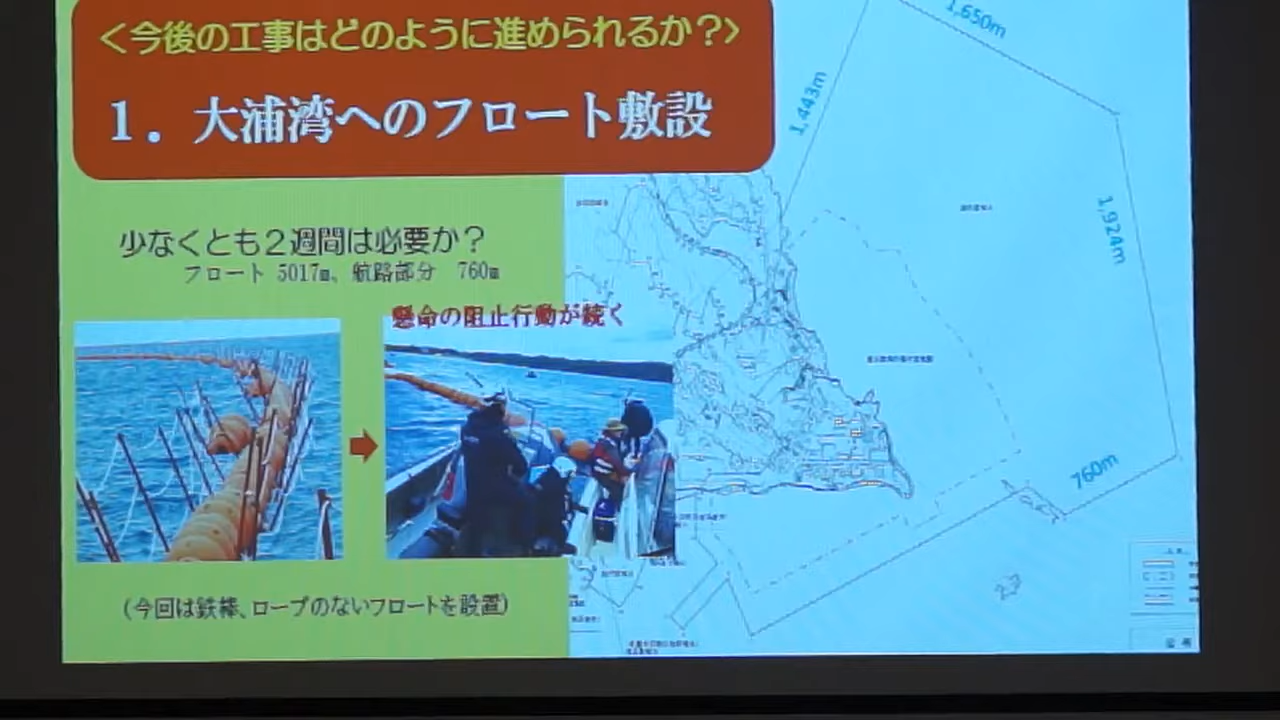 <今後の工事はどのように進められるか?>
1．大浦湾へのフロート敷設
少なくとも２週間は必要か？
フロート 5017m、航路部分 760m
懸命の阻止行動が続く
（今回は鉄棒、ロープのないフロートを設置）
1,650m
1,443m
1,924m
760m